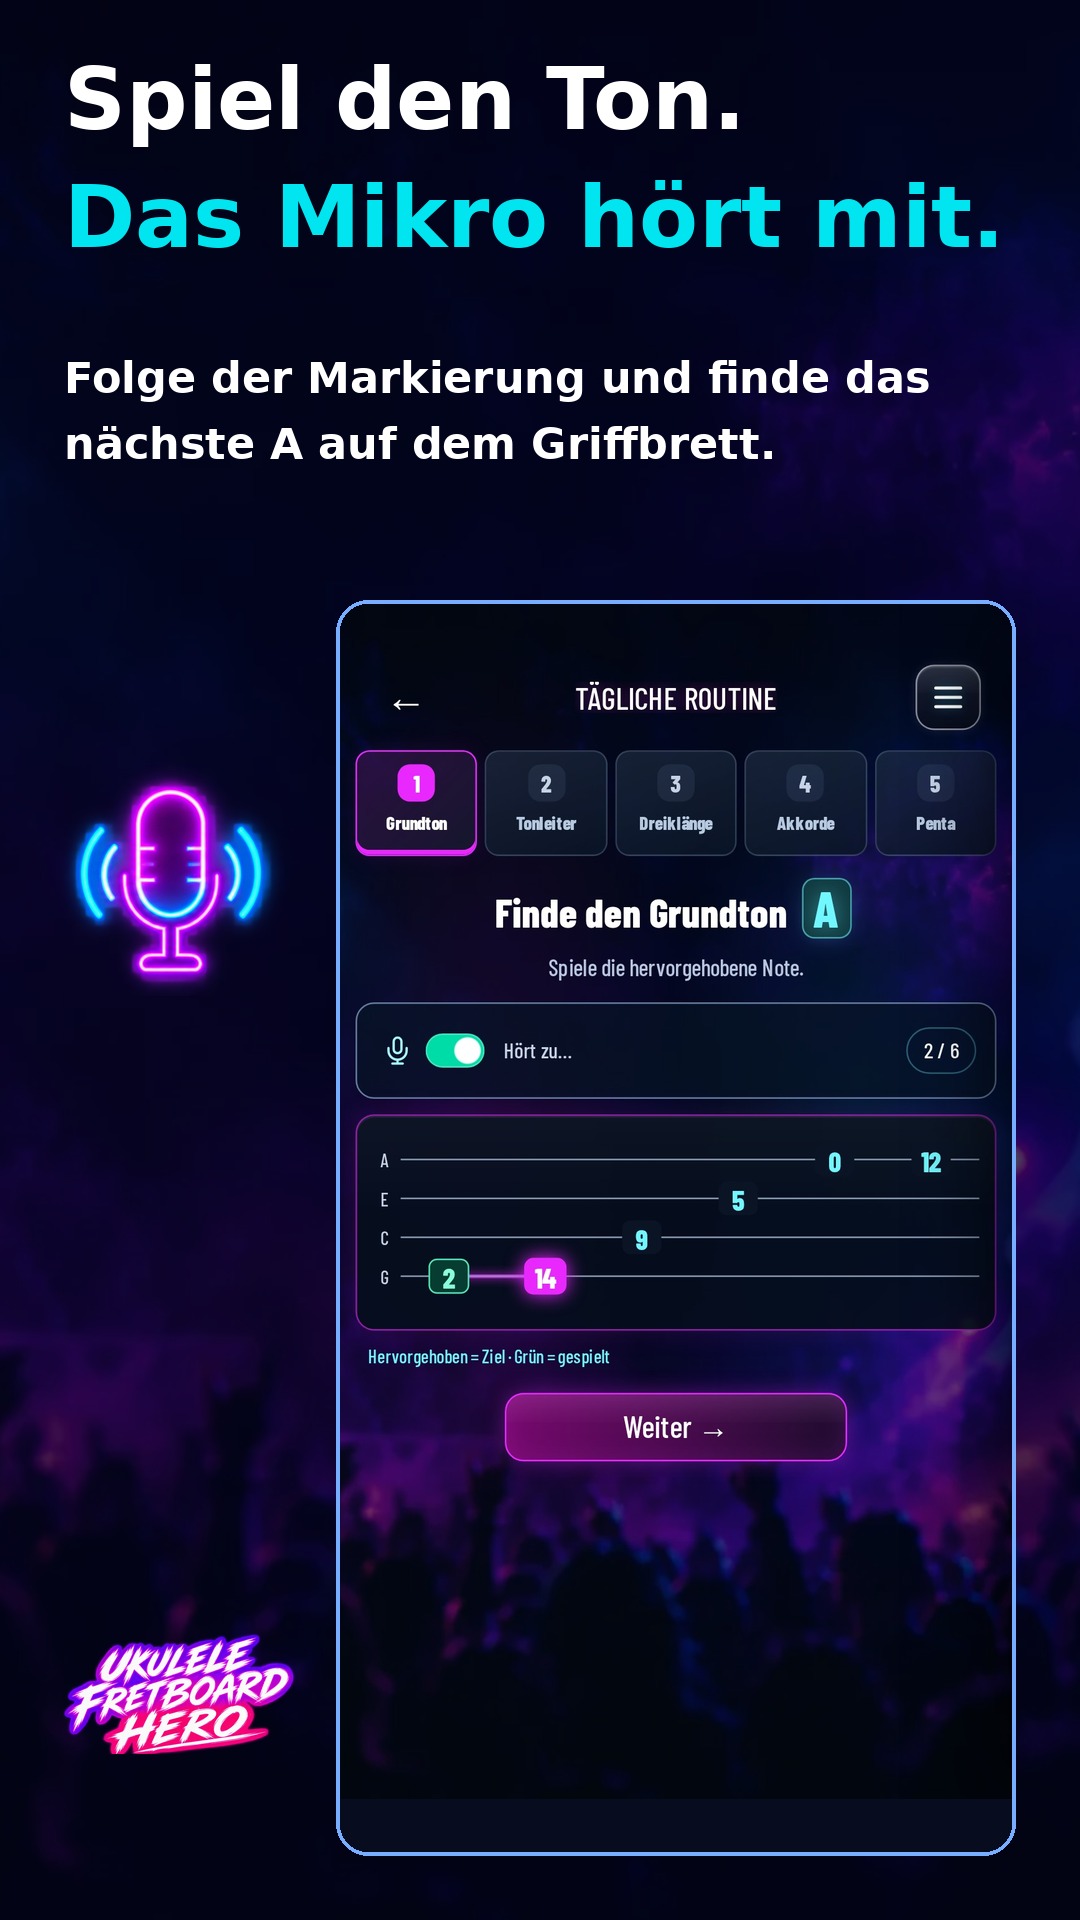 Spiel den Ton.
Das Mikro hört mit.
Folge der Markierung und finde das
nächste A auf dem Griffbrett.
← TÄGLICHE ROUTINE
1 2 3 4 5
Grundton Tonleiter Dreiklänge Akkorde Penta
Finde den Grundton A
Spiele die hervorgehobene Note.
Hört zu... 2 / 6
A 0 12
E 5
C 9
G 2 14
Hervorgehoben = Ziel · Grün = gespielt
Weiter →
UKULELE
FRETBOARD
HERO